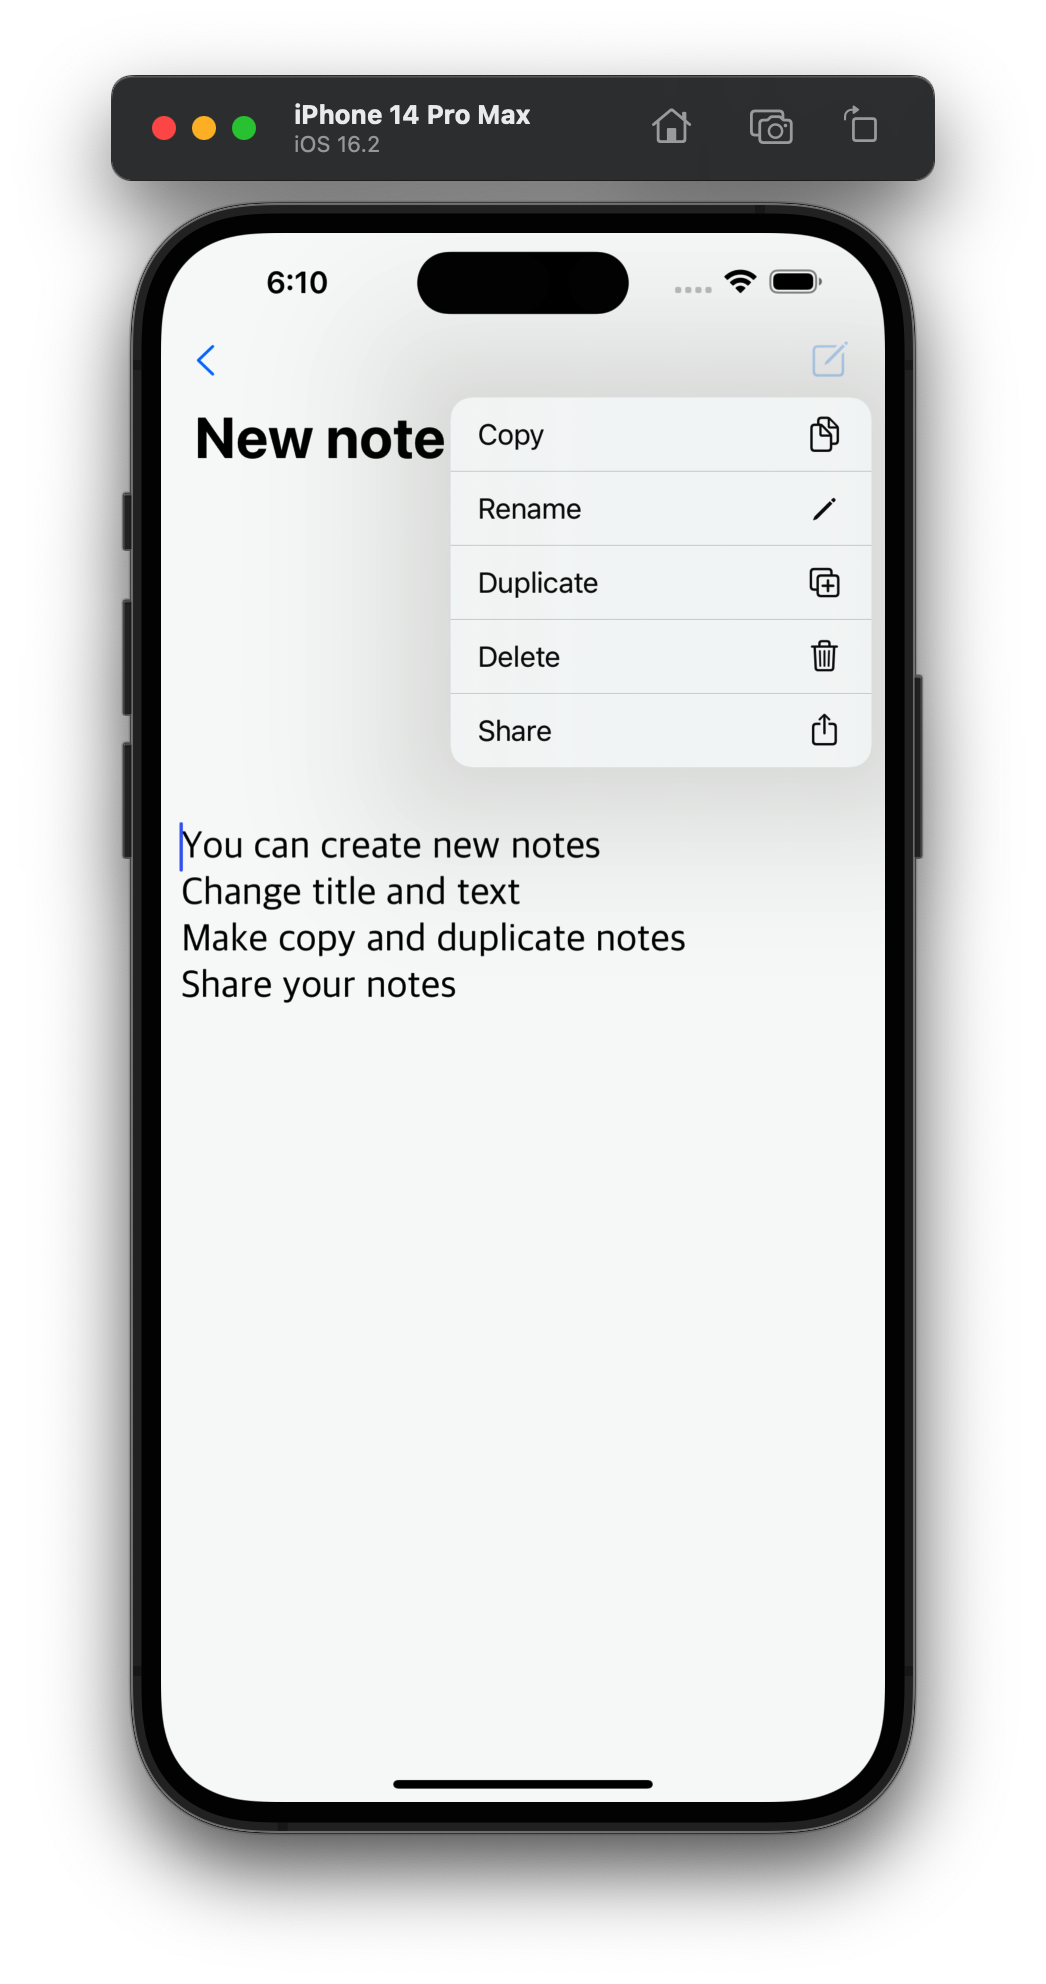 iPhone 14 Pro Max
iOS 16.2
6:10
New note
Copy
Rename
Duplicate
Delete
Share
You can create new notes
Change title and text
Make copy and duplicate notes
Share your notes